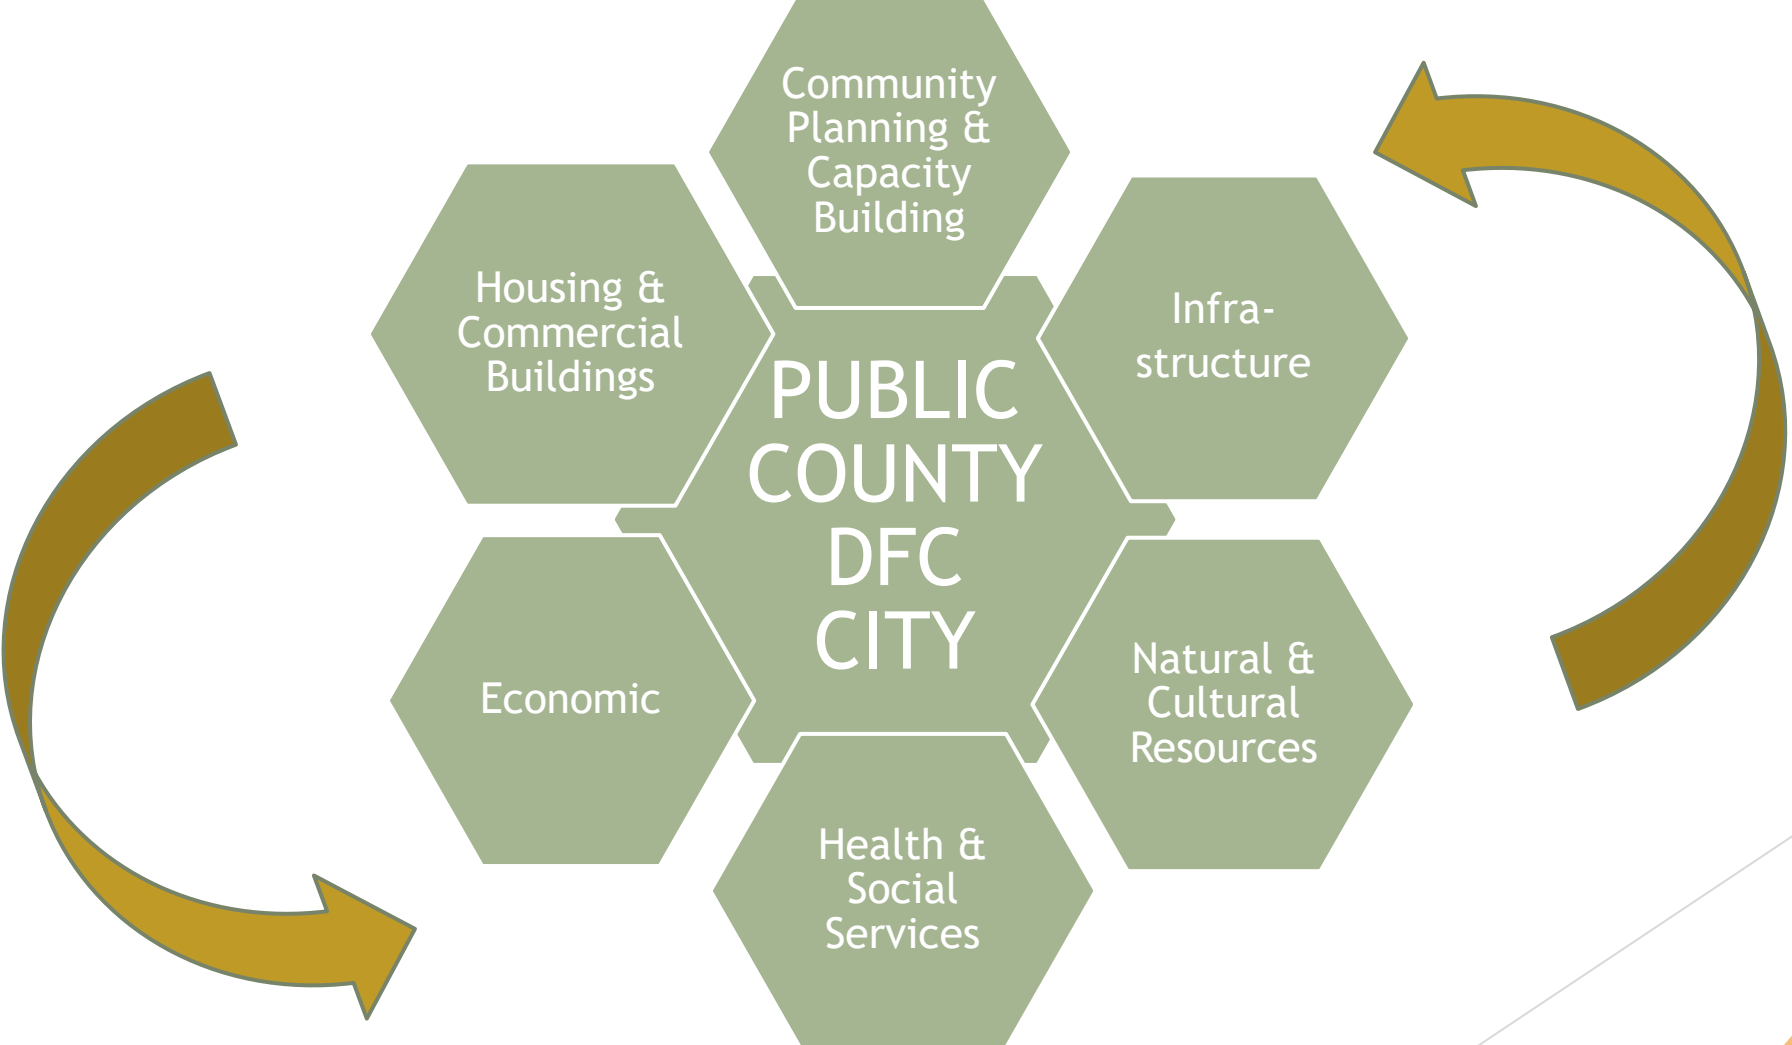 Community
Planning &
Capacity
Building
Housing &
Commercial
Buildings
Infra-
structure
PUBLIC
COUNTY
DFC
CITY
Economic
Natural &
Cultural
Resources
Health &
Social
Services